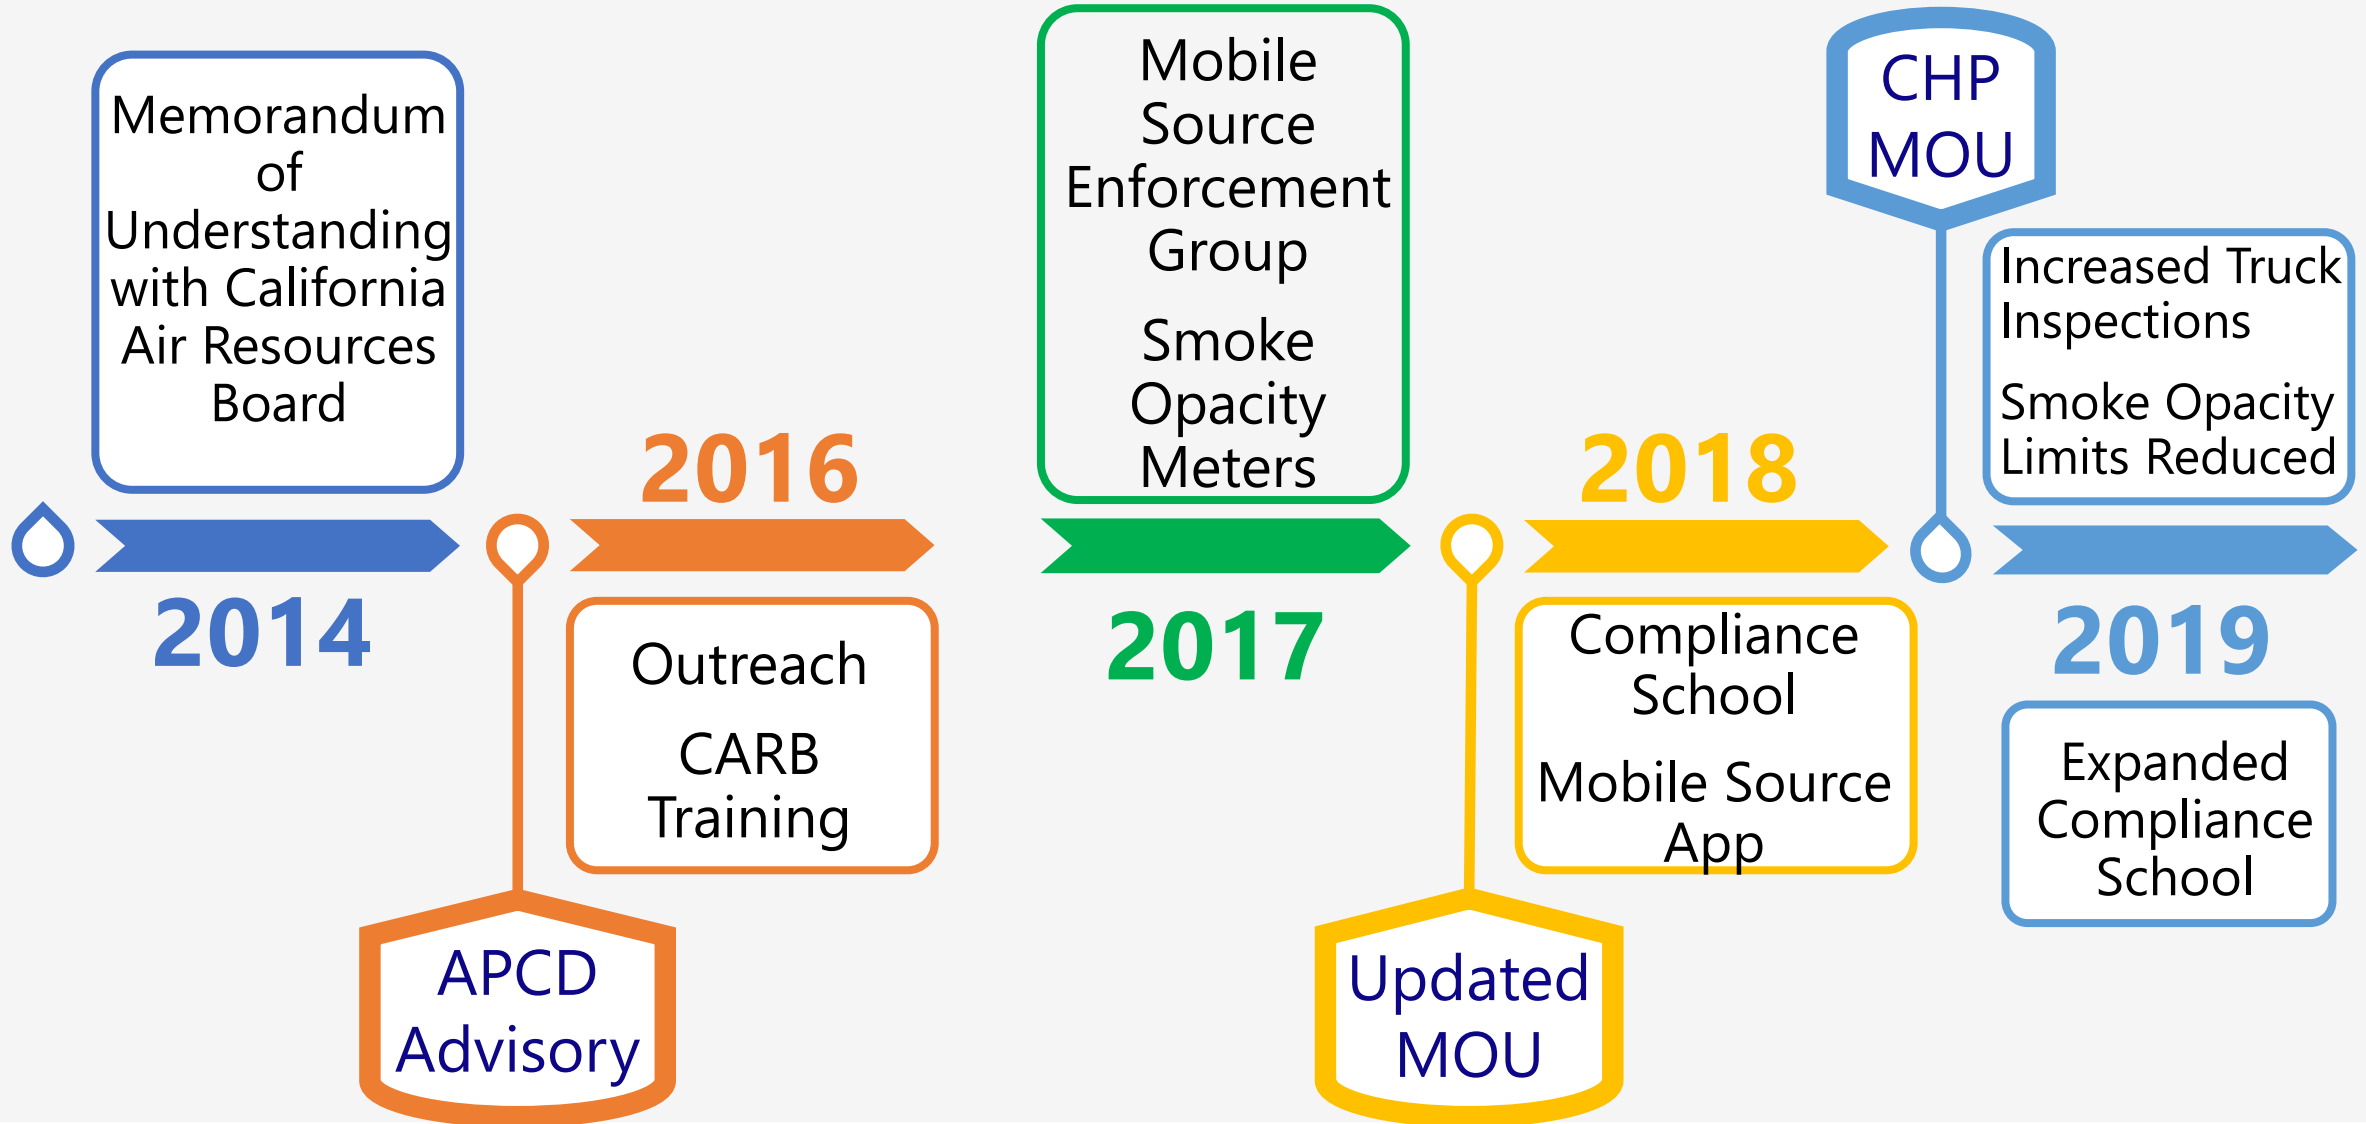 Memorandum
of
Understanding
with California
Air Resources
Board
2014
APCD
Advisory
2016
Outreach
CARB
Training
Mobile
Source
Enforcement
Group
Smoke
Opacity
Meters
2017
Updated
MOU
2018
Compliance
School
Mobile Source
App
CHP
MOU
Increased Truck
Inspections
Smoke Opacity
Limits Reduced
2019
Expanded
Compliance
School